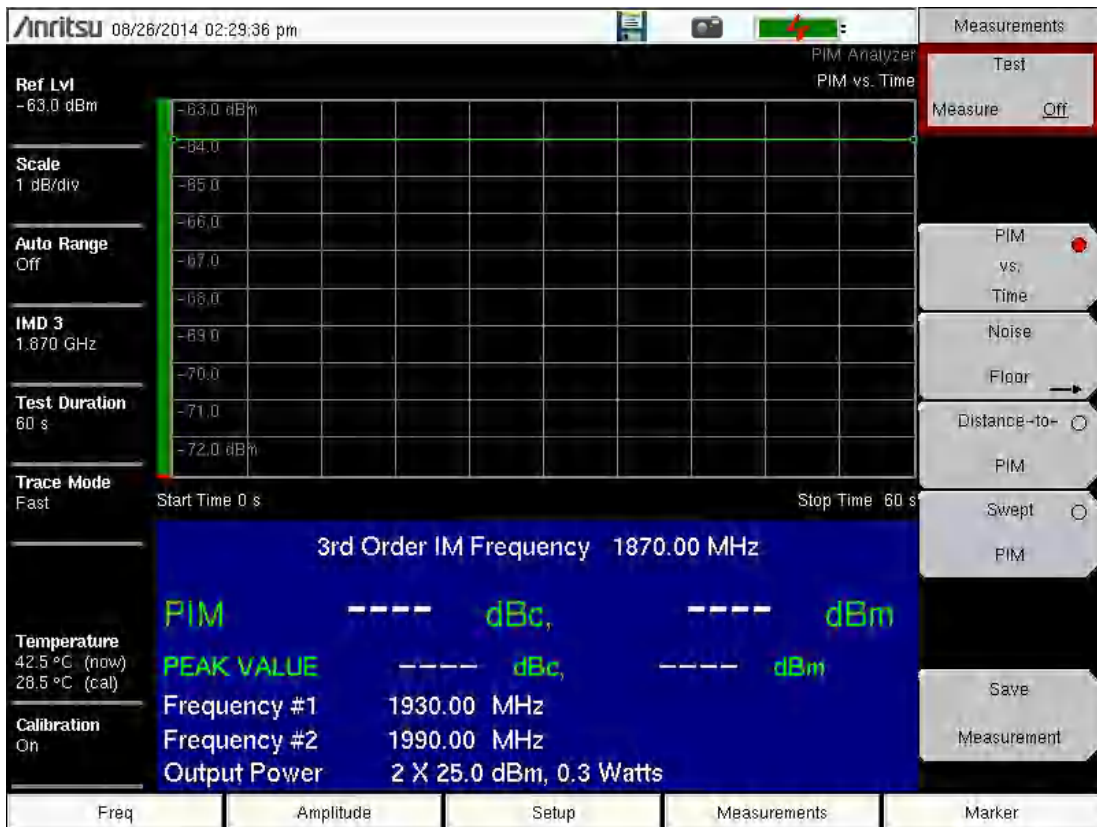 Anritsu 08/26/2014 02:29:36 pm
Measurements
PIM Analyzer
PIM vs. Time
Ref Lvl
-63.0 dBm
Scale
1 dB/div
Auto Range
Off
IMD 3
1.870 GHz
Test Duration
60 s
Trace Mode
Fast
Temperature
42.5 °C (now)
28.5 °C (cal)
Calibration
On
-63.0 dBm
-64.0
-65.0
-66.0
-67.0
-68.0
-69.0
-70.0
-71.0
-72.0 dBm
Start Time 0 s
Stop Time 60 s
3rd Order IM Frequency 1870.00 MHz
PIM ---- dBc, ---- dBm
PEAK VALUE ---- dBc, ---- dBm
Frequency #1 1930.00 MHz
Frequency #2 1990.00 MHz
Output Power 2 X 25.0 dBm, 0.3 Watts
Test
Measure Off
PIM
vs.
Time
Noise
Floor
Distance-to-
PIM
Swept
PIM
Save
Measurement
Freq
Amplitude
Setup
Measurements
Marker